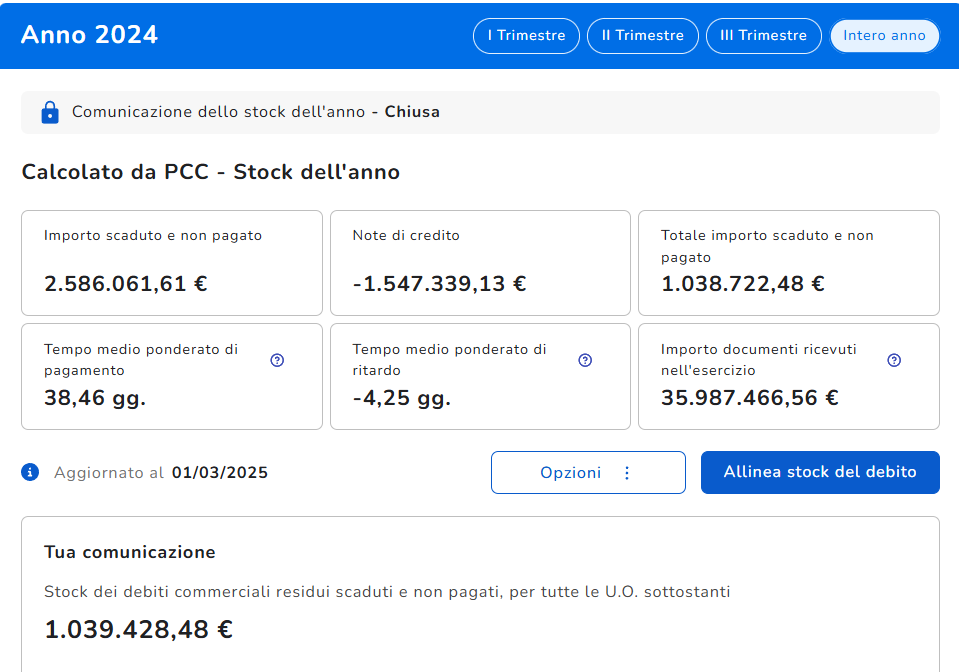 Anno 2024
I Trimestre
II Trimestre
III Trimestre
Intero anno
Comunicazione dello stock dell'anno - Chiusa
Calcolato da PCC - Stock dell'anno
Importo scaduto e non pagato
2.586.061,61 €
Note di credito
-1.547.339,13 €
Totale importo scaduto e non
pagato
1.038.722,48 €
Tempo medio ponderato di
pagamento
38,46 gg.
Tempo medio ponderato di
ritardo
-4,25 gg.
Importo documenti ricevuti
nell'esercizio
35.987.466,56 €
Aggiornato al 01/03/2025
Opzioni
Allinea stock del debito
Tua comunicazione
Stock dei debiti commerciali residui scaduti e non pagati, per tutte le U.O. sottostanti
1.039.428,48 €